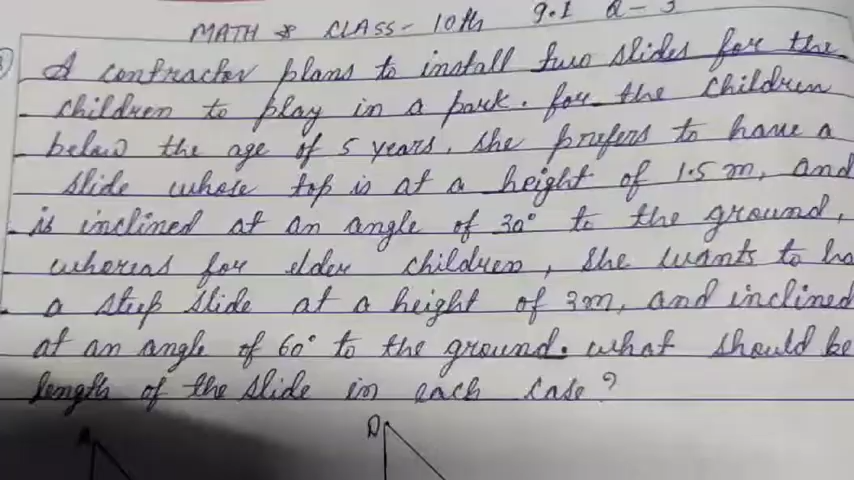 MATH * CLASS - 10th 9.1 Q - 3
A contractor plans to install two slides for the
children to play in a park. for the children
below the age of 5 years, she prefers to have a
slide whose top is at a height of 1.5 m, and
is inclined at an angle of 30° to the ground,
whereas for elder children, she wants to ha
a steep slide at a height of 3m, and inclined
at an angle of 60° to the ground. what should be
length of the slide in each case?
A D